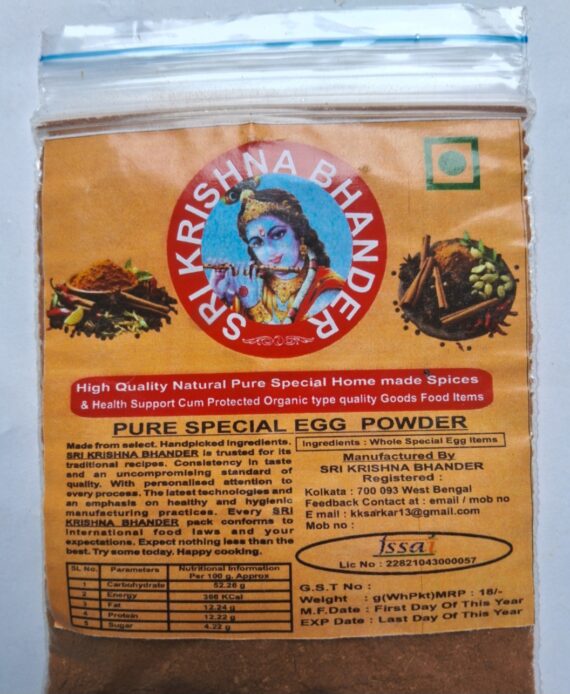 SRI KRISHNA BHANDER
High Quality Natural Pure Special Home made Spices
& Health Support Cum Protected Organic type quality Goods Food Items
PURE SPECIAL EGG POWDER
Made from select. Handpicked ingredients.
SRI KRISHNA BHANDER is trusted for its
traditional recipes. Consistency in taste
and an uncompromising standard of
quality. With personalised attention to
every process. The latest technologies and
an emphasis on healthy and hygienic
manufacturing practices. Every SRI
KRISHNA BHANDER pack conforms to
international food laws and your
expectations. Expect nothing less than the
best. Try some today. Happy cooking.
Ingredients : Whole Special Egg Items
Manufactured By
SRI KRISHNA BHANDER
Registered :
Kolkata : 700 093 West Bengal
Feedback Contact at : email / mob no
E mail : kksarkar13@gmail.com
Mob no :
fssai
Lic No : 22821043000057
SL No. Parameters Nutritional Information Per 100 g. Approx
1 Carbohydrate 52.26 g
2 Energy 366 KCal
3 Fat 12.24 g
4 Protein 12.22 g
5 Sugar 4.22 g
G.S.T No :
Weight : g(WhPkt)MRP : 18/-
M.F.Date : First Day Of This Year
EXP Date : Last Day Of This Year